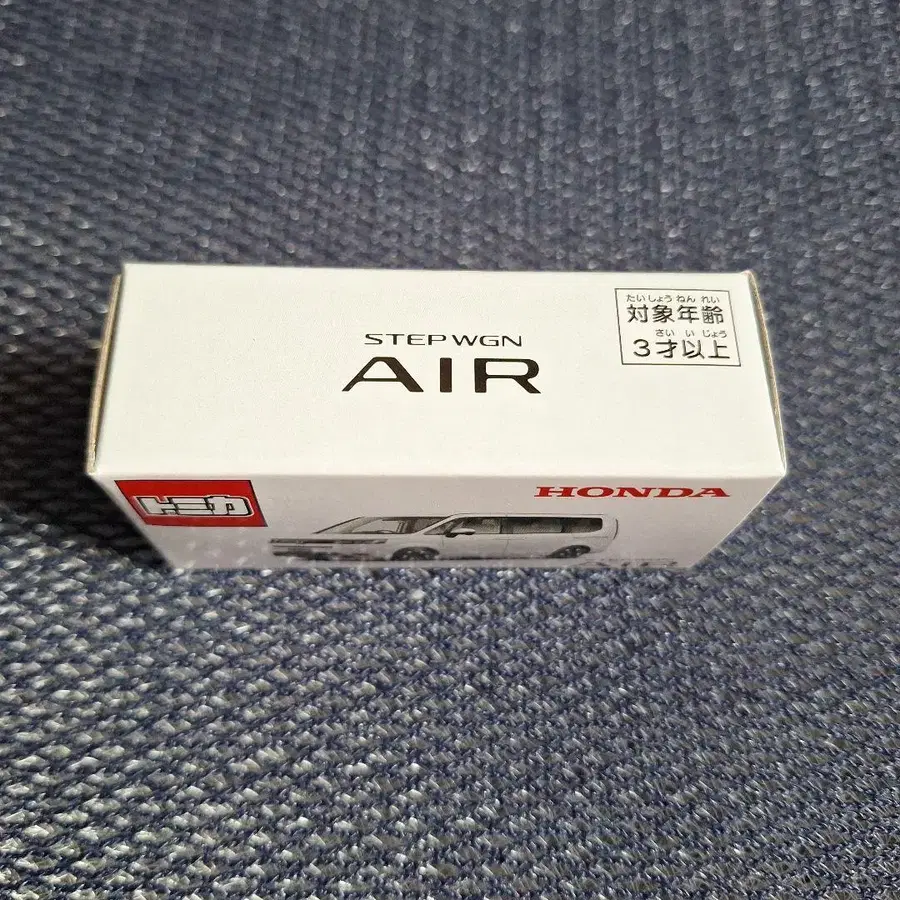 STEP WGN
AIR
たいしょう ねん れい
対象年齢
さい い じょう
3才以上
トミカ
HONDA
AIR